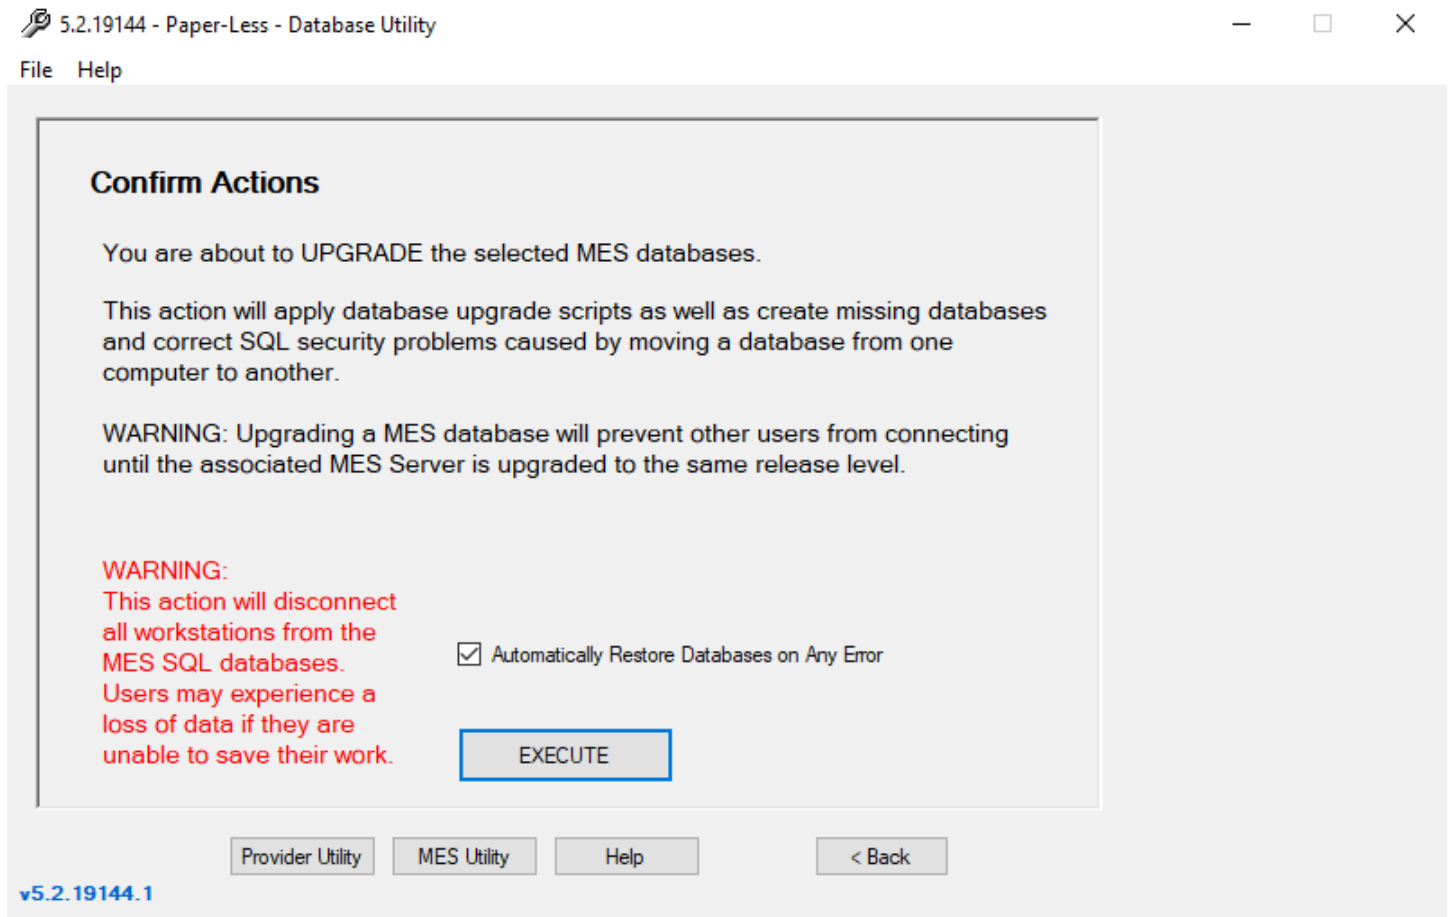 5.2.19144 - Paper-Less - Database Utility
File Help
Confirm Actions
You are about to UPGRADE the selected MES databases.
This action will apply database upgrade scripts as well as create missing databases
and correct SQL security problems caused by moving a database from one
computer to another.
WARNING: Upgrading a MES database will prevent other users from connecting
until the associated MES Server is upgraded to the same release level.
WARNING:
This action will disconnect
all workstations from the
MES SQL databases.
Users may experience a
loss of data if they are
unable to save their work.
Automatically Restore Databases on Any Error
EXECUTE
Provider Utility MES Utility Help < Back
v5.2.19144.1